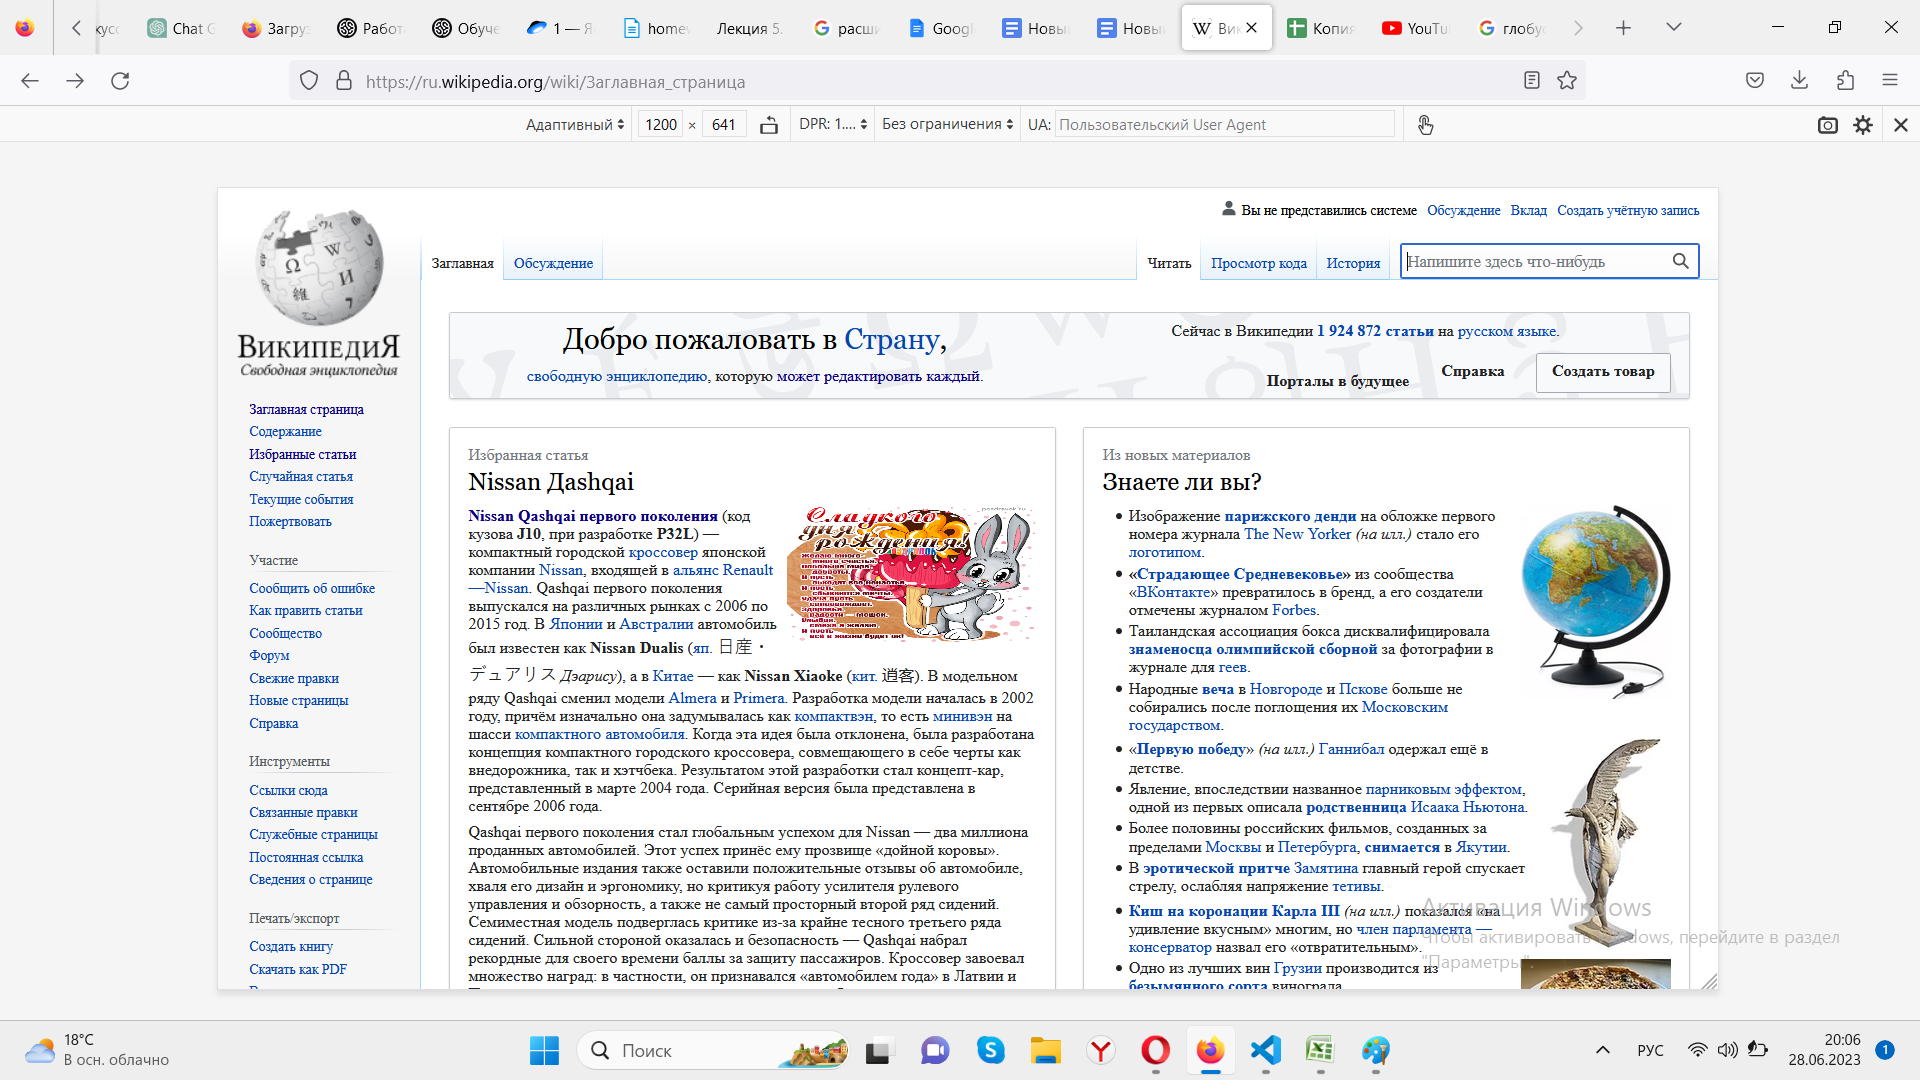 Chat G
Загруз
Работ
Обуче
1 — Я
home
Лекция 5.
расши
Googl
Новы
Новы
Вик
Копия
YouTu
глобус
https://ru.wikipedia.org/wiki/Заглавная_страница
Адаптивный 1200 × 641 DPR: 1.... Без ограничения UA: Пользовательский User Agent
Вы не представились системе Обсуждение Вклад Создать учётную запись
Заглавная Обсуждение Читать Просмотр кода История Напишите здесь что-нибудь
ВИКИПЕДИЯ
Свободная энциклопедия
Заглавная страница
Содержание
Избранные статьи
Случайная статья
Текущие события
Пожертвовать
Участие
Сообщить об ошибке
Как править статьи
Сообщество
Форум
Свежие правки
Новые страницы
Справка
Инструменты
Ссылки сюда
Связанные правки
Служебные страницы
Постоянная ссылка
Сведения о странице
Печать/экспорт
Создать книгу
Скачать как PDF
Добро пожаловать в Страну,
свободную энциклопедию, которую может редактировать каждый.
Сейчас в Википедии 1 924 872 статьи на русском языке.
Порталы в будущее Справка Создать товар
Избранная статья
Nissan Дashqai
Nissan Qashqai первого поколения (код
кузова J10, при разработке P32L) —
компактный городской кроссовер японской
компании Nissan, входящей в альянс Renault
—Nissan. Qashqai первого поколения
выпускался на различных рынках с 2006 по
2015 год. В Японии и Австралии автомобиль
был известен как Nissan Dualis (яп. 日産・
デュアリス Дэарису), а в Китае — как Nissan Xiaoke (кит. 逍客). В модельном
ряду Qashqai сменил модели Almera и Primera. Разработка модели началась в 2002
году, причём изначально она задумывалась как компактвэн, то есть минивэн на
шасси компактного автомобиля. Когда эта идея была отклонена, была разработана
концепция компактного городского кроссовера, совмещающего в себе черты как
внедорожника, так и хэтчбека. Результатом этой разработки стал концепт-кар,
представленный в марте 2004 года. Серийная версия была представлена в
сентябре 2006 года.
Qashqai первого поколения стал глобальным успехом для Nissan — два миллиона
проданных автомобилей. Этот успех принёс ему прозвище «дойной коровы».
Автомобильные издания также оставили положительные отзывы об автомобиле,
хваля его дизайн и эргономику, но критикуя работу усилителя рулевого
управления и обзорность, а также не самый просторный второй ряд сидений.
Семиместная модель подверглась критике из-за крайне тесного третьего ряда
сидений. Сильной стороной оказалась и безопасность — Qashqai набрал
рекордные для своего времени баллы за защиту пассажиров. Кроссовер завоевал
множество наград: в частности, он признавался «автомобилем года» в Латвии и
Сладкого
дня
рождения!
Из новых материалов
Знаете ли вы?
Изображение парижского денди на обложке первого
номера журнала The New Yorker (на илл.) стало его
логотипом.
«Страдающее Средневековье» из сообщества
«ВКонтакте» превратилось в бренд, а его создатели
отмечены журналом Forbes.
Таиландская ассоциация бокса дисквалифицировала
знаменосца олимпийской сборной за фотографии в
журнале для геев.
Народные веча в Новгороде и Пскове больше не
собирались после поглощения их Московским
государством.
«Первую победу» (на илл.) Ганнибал одержал ещё в
детстве.
Явление, впоследствии названное парниковым эффектом,
одной из первых описала родственница Исаака Ньютона.
Более половины российских фильмов, созданных за
пределами Москвы и Петербурга, снимается в Якутии.
В эротической притче Замятина главный герой спускает
стрелу, ослабляя напряжение тетивы.
Киш на коронации Карла III (на илл.) показался «на
удивление вкусным» многим, но член парламента —
консерватор назвал его «отвратительным».
Одно из лучших вин Грузии производится из
безымянного сорта винограда
Активация Windows
Чтобы активировать Windows, перейдите в раздел
"Параметры".
18°C
В осн. облачно
Поиск
РУС
20:06
28.06.2023
1